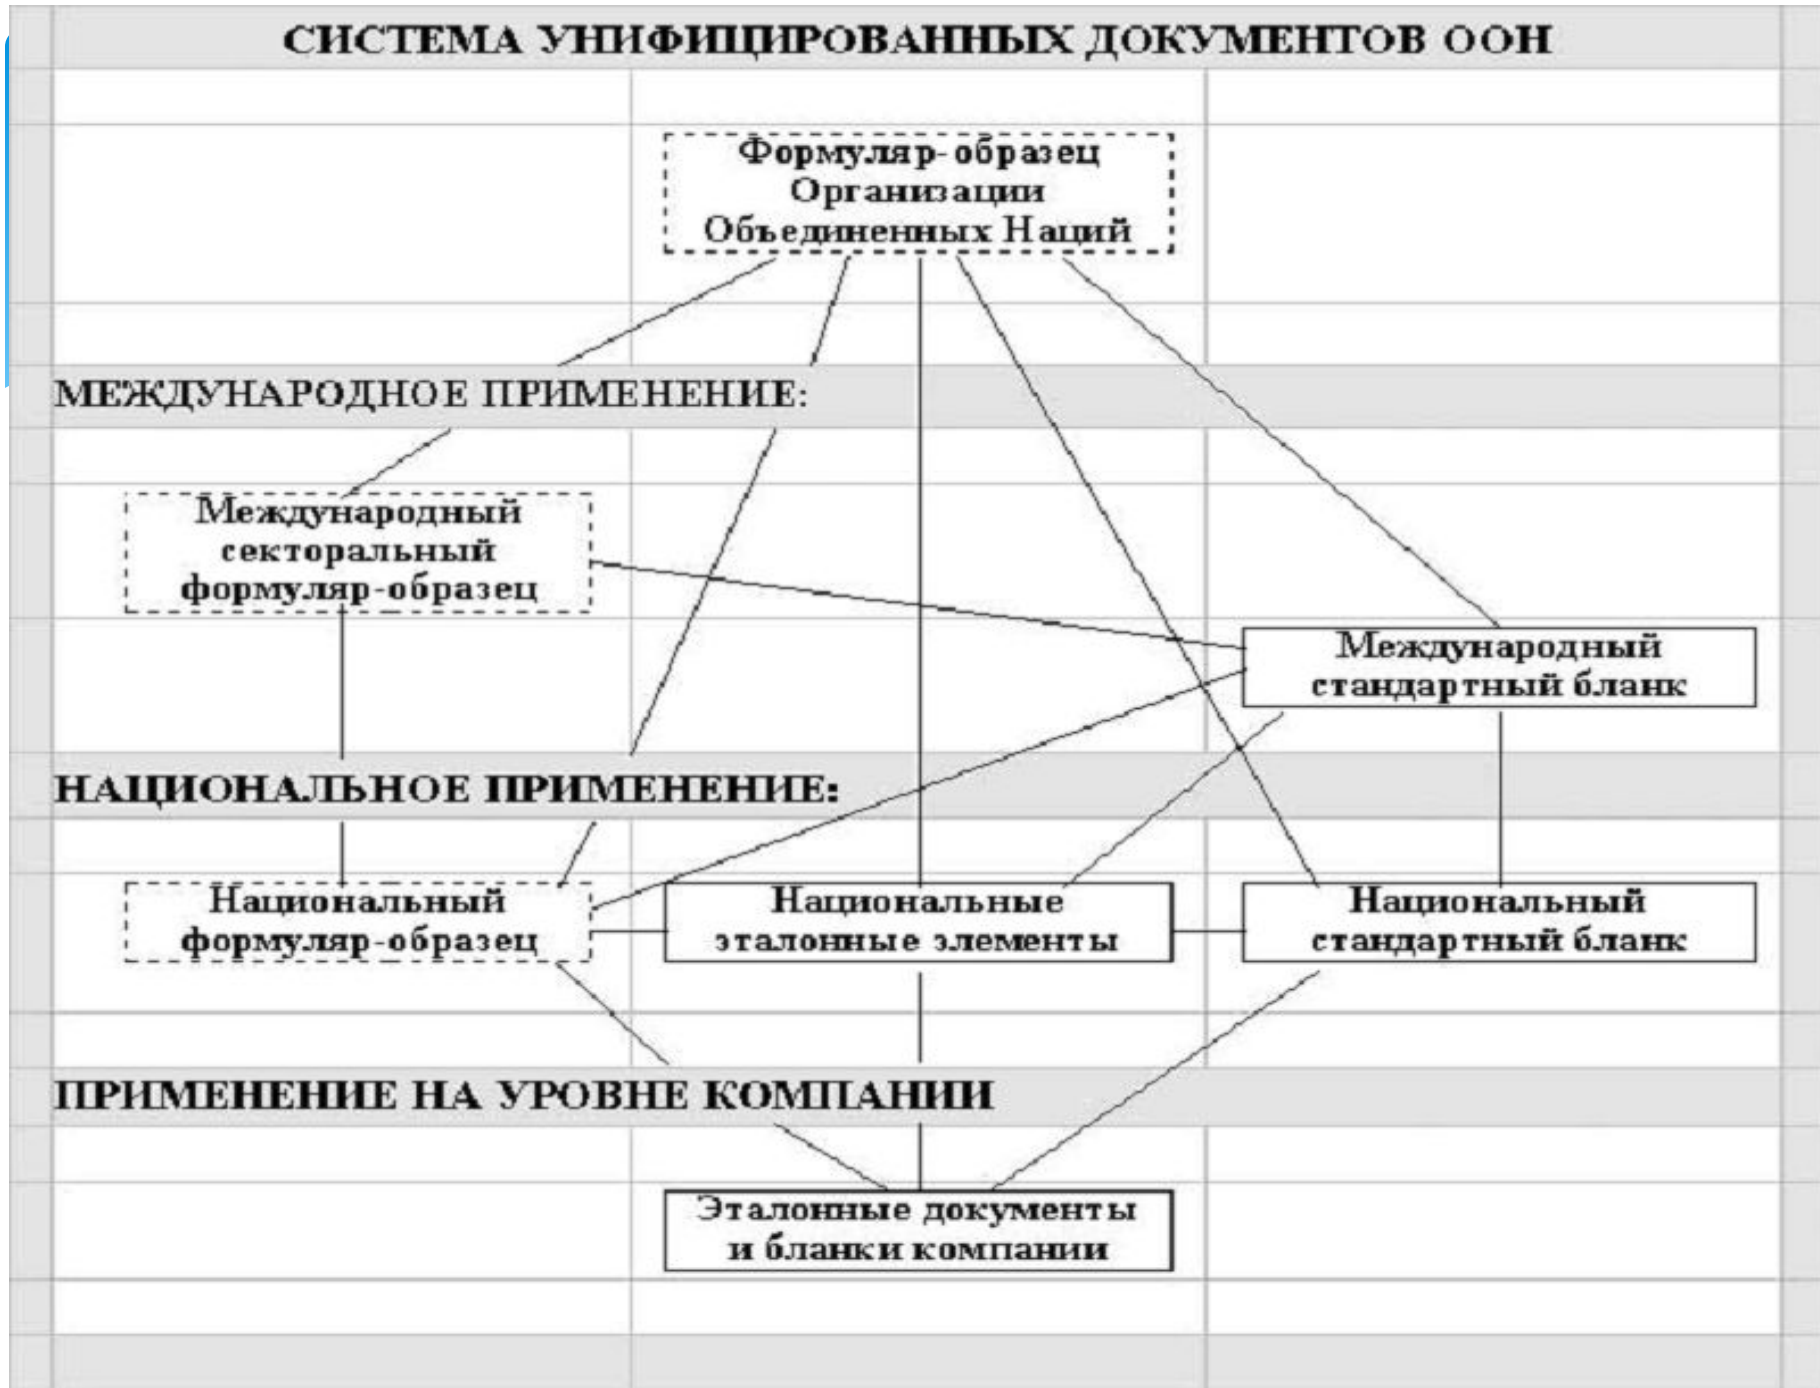 СИСТЕМА УНИФИЦИРОВАННЫХ ДОКУМЕНТОВ ООН
Формуляр-образец
Организации
Объединенных Наций
МЕЖДУНАРОДНОЕ ПРИМЕНЕНИЕ:
Международный
секторальный
формуляр-образец
Международный
стандартный бланк
НАЦИОНАЛЬНОЕ ПРИМЕНЕНИЕ:
Национальный
формуляр-образец
Национальные
эталонные элементы
Национальный
стандартный бланк
ПРИМЕНЕНИЕ НА УРОВНЕ КОМПАНИИ
Эталонные документы
и бланки компании